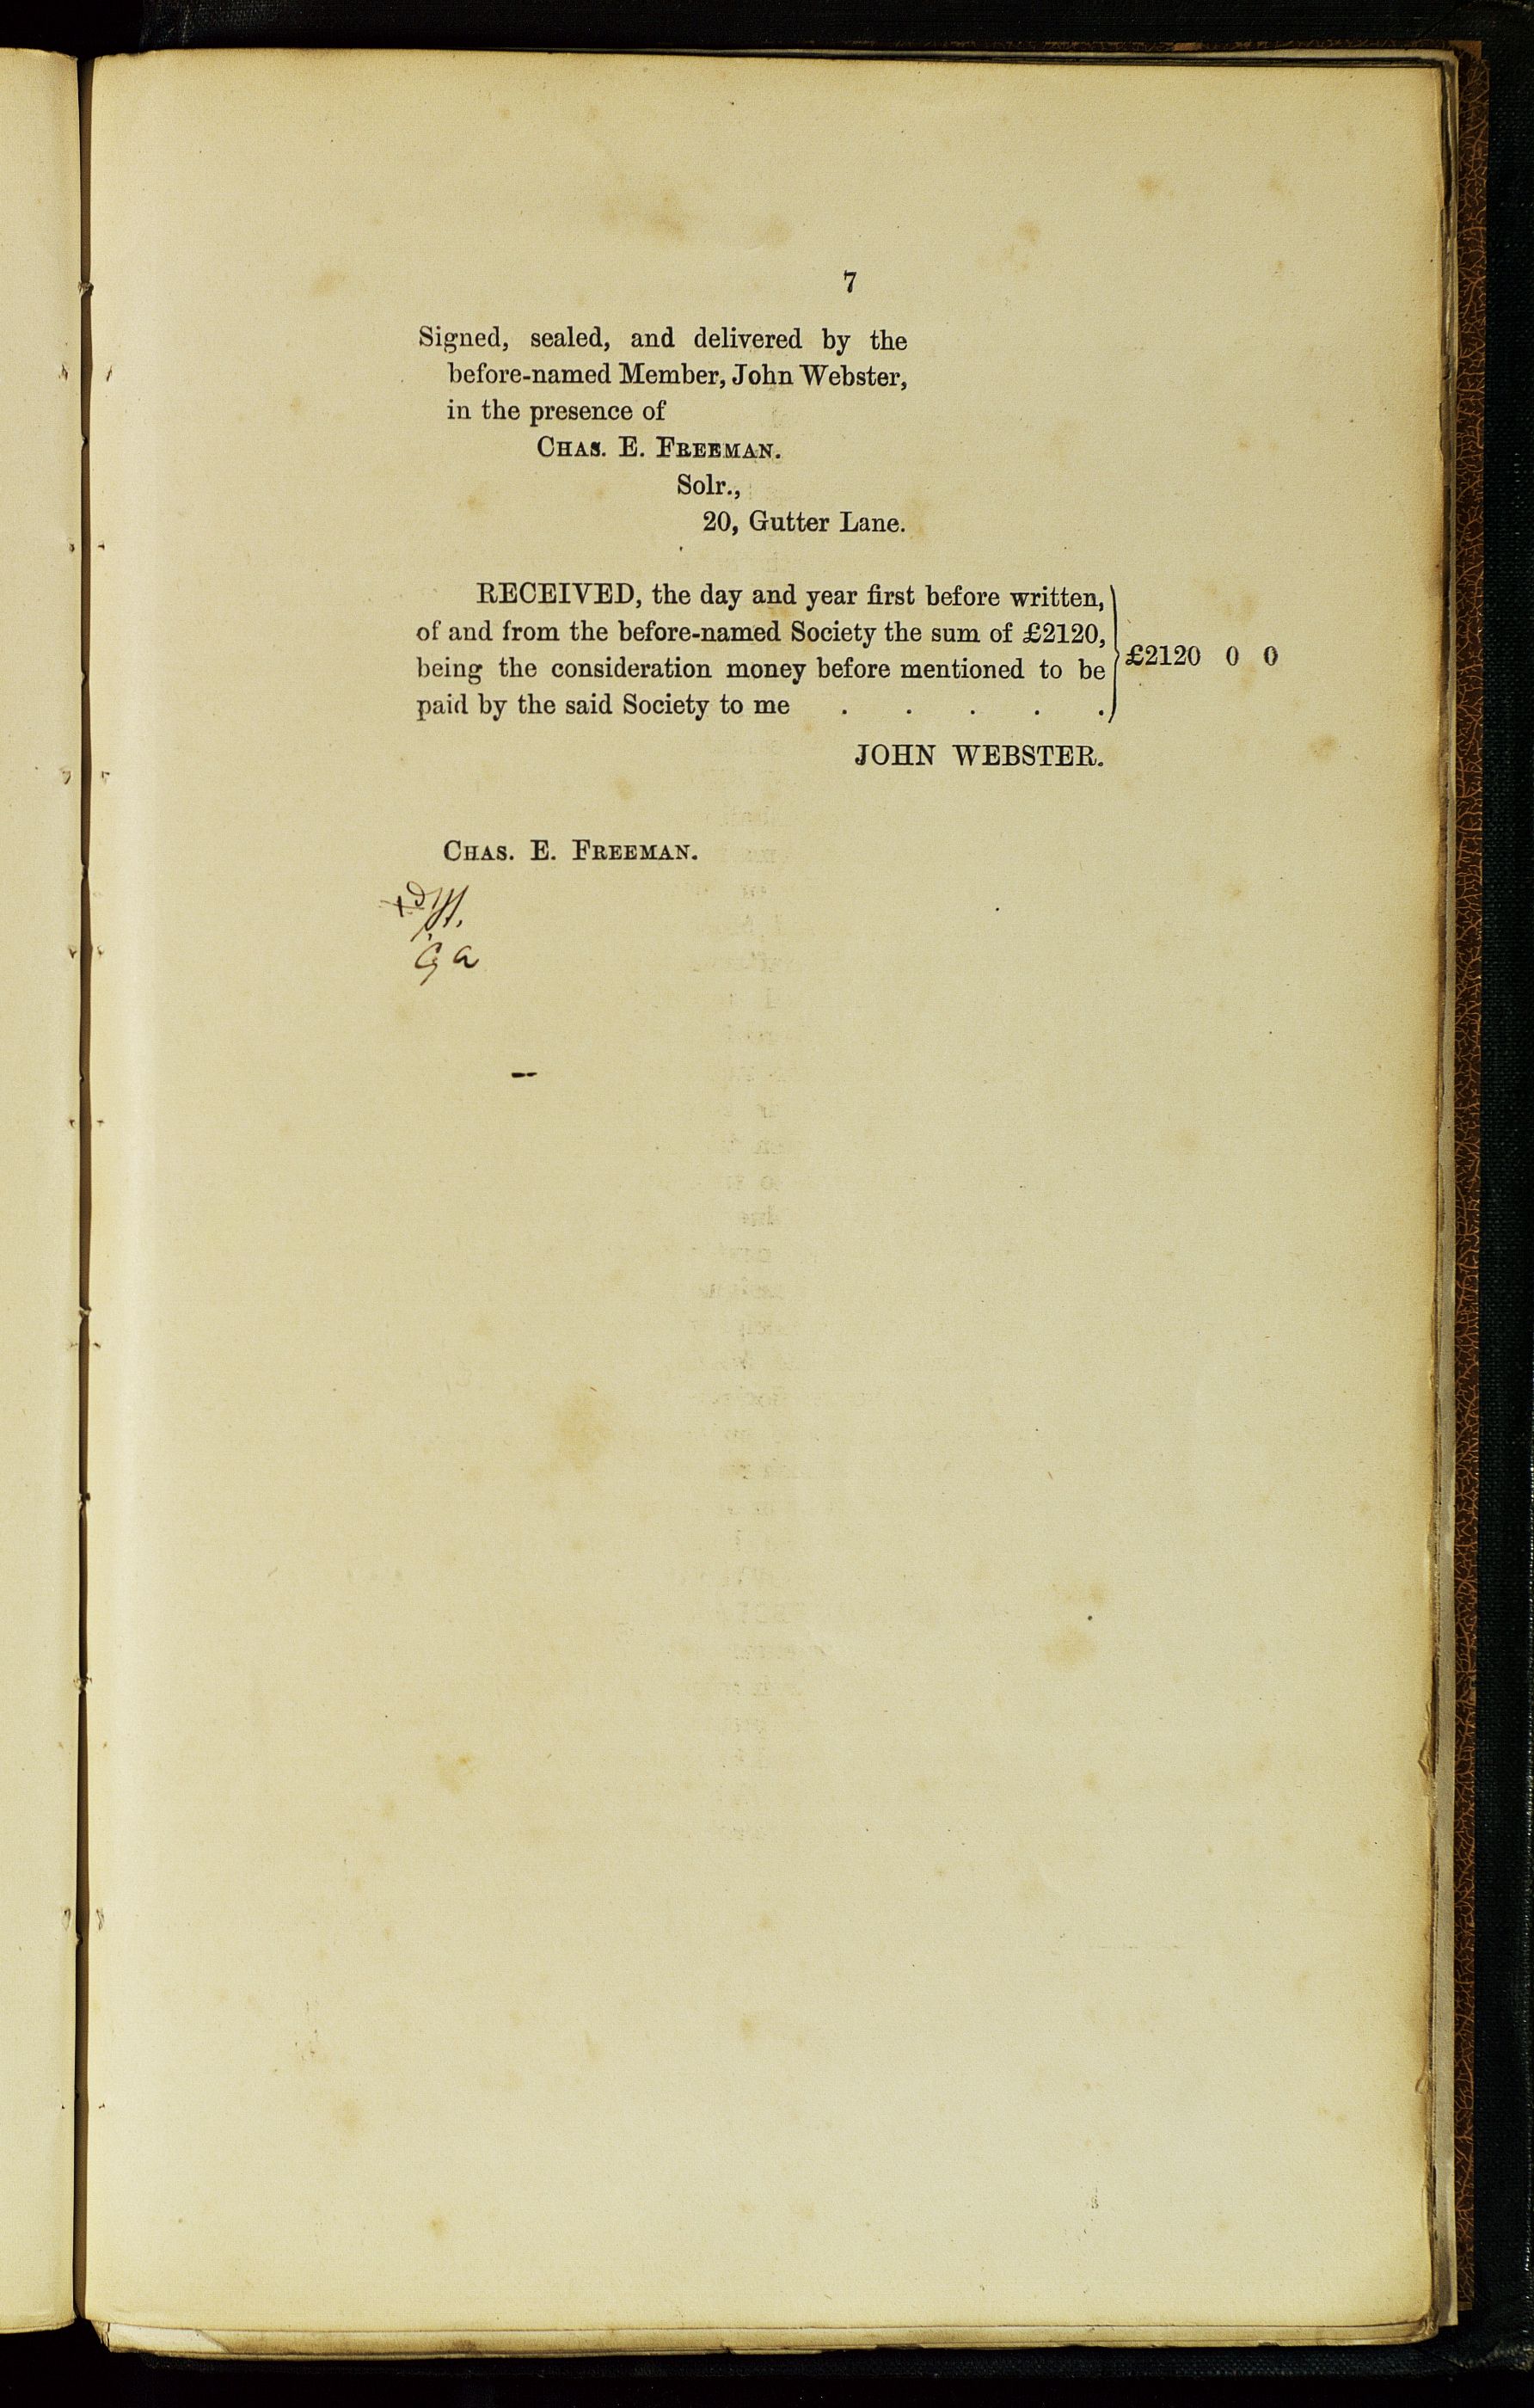 7
Signed, sealed, and delivered by the
before-named Member, John Webster,
in the presence of
CHAS. E. FREEMAN.
Solr.,
20, Gutter Lane.
RECEIVED, the day and year first before written,
of and from the before-named Society the sum of £2120,
being the consideration money before mentioned to be
paid by the said Society to me . . . . .
£2120 0 0
JOHN WEBSTER.
CHAS. E. FREEMAN.